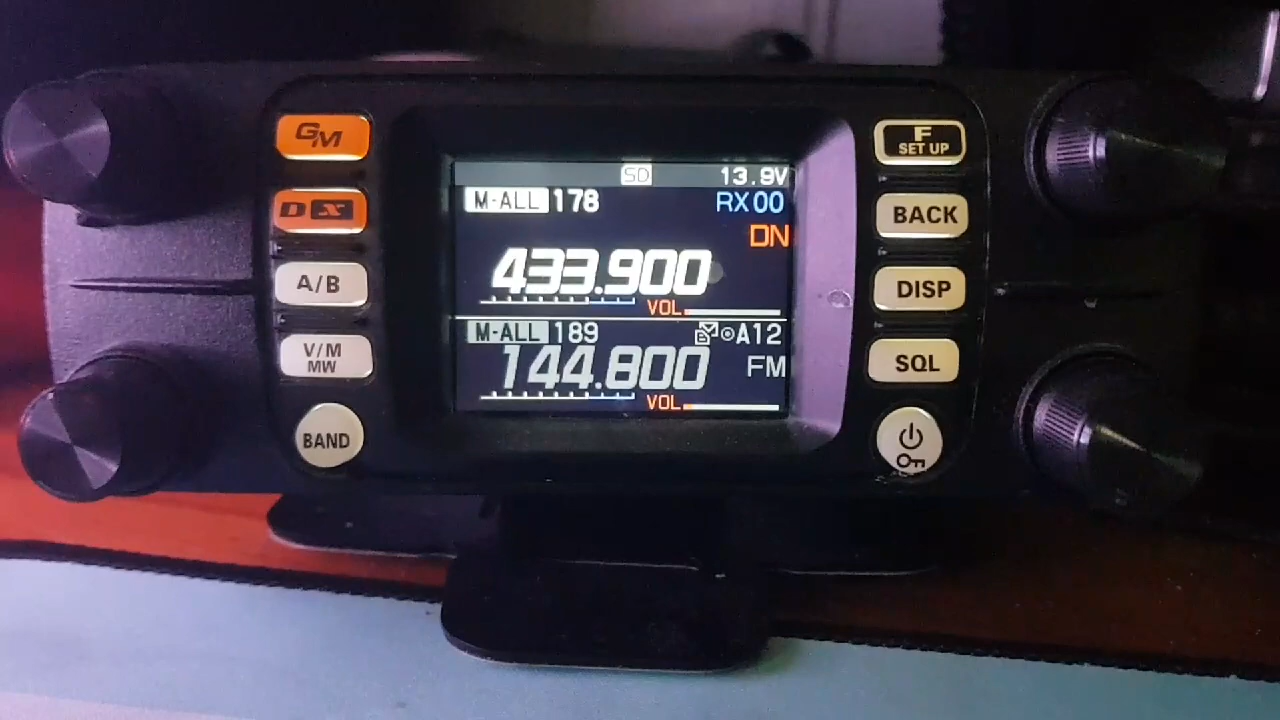 GM
DX
A/B
V/M
MW
BAND
SD 13.9V
M-ALL 178 RX00
DN
433.900
VOL
M-ALL 189 A12
144.800 FM
VOL
F
SET UP
BACK
DISP
SQL